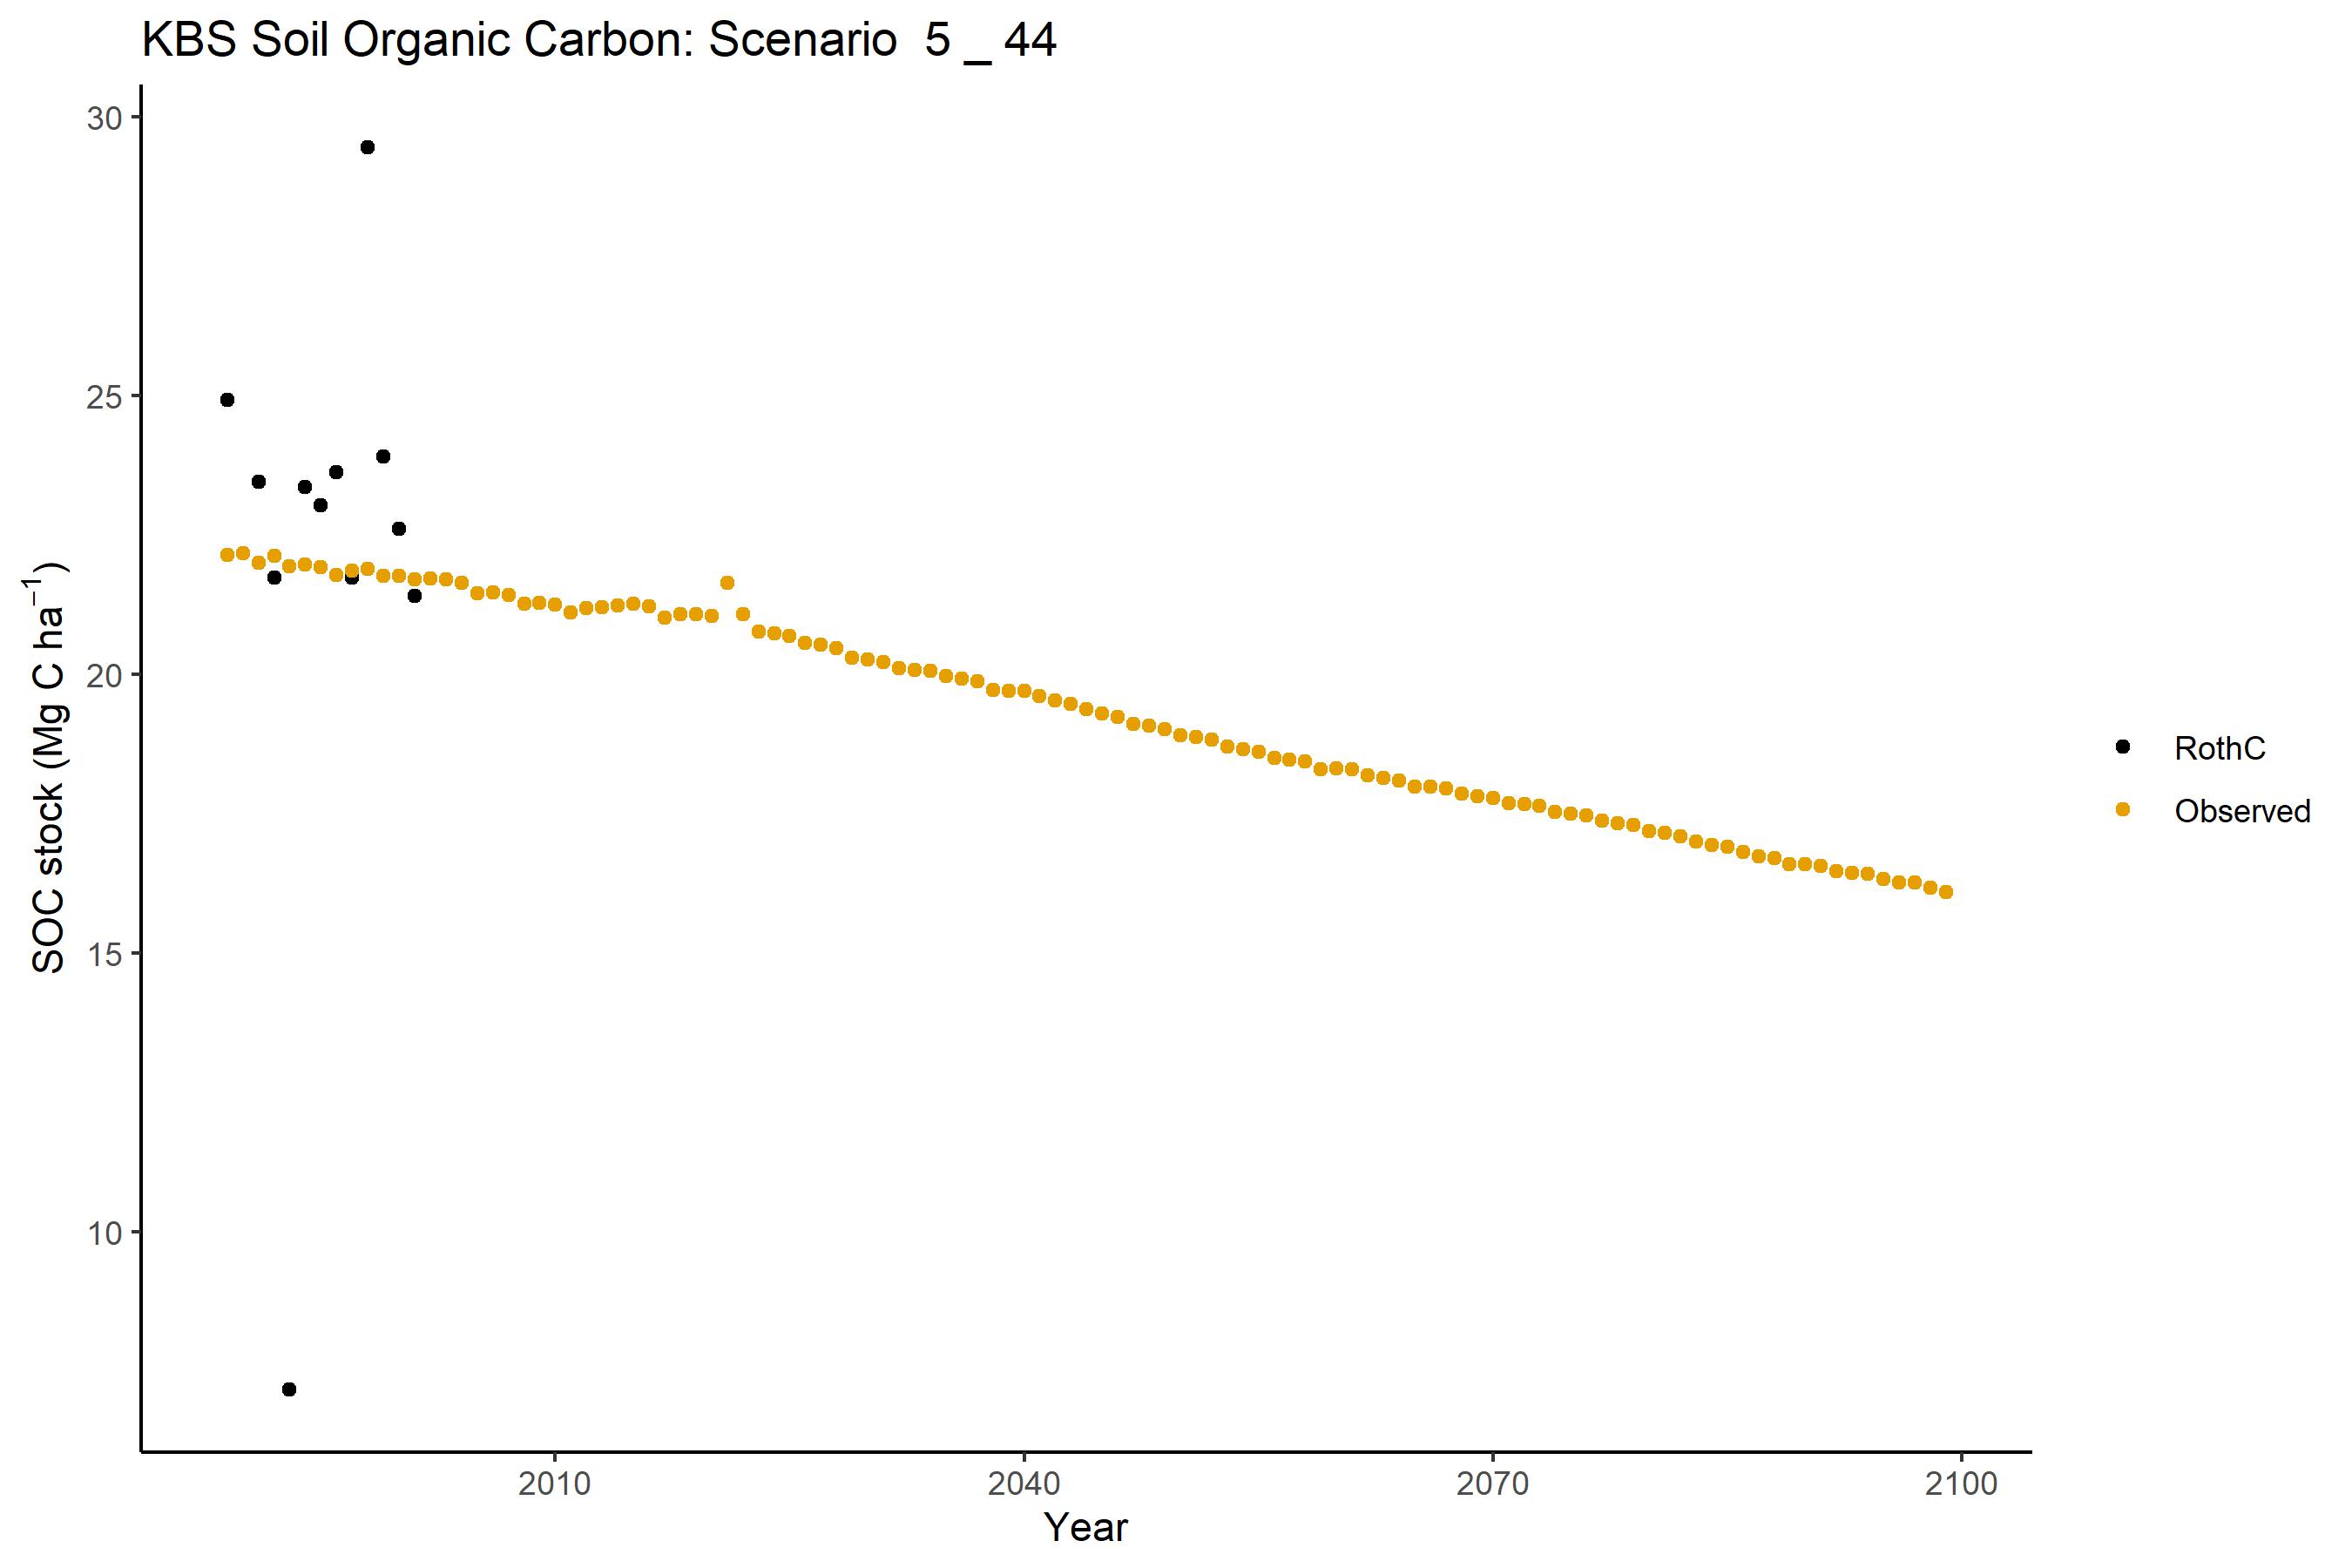 KBS Soil Organic Carbon: Scenario  5 _ 44
SOC stock (Mg C ha⁻¹)
30
25
20
15
10
2010
2040
2070
2100
Year
RothC
Observed